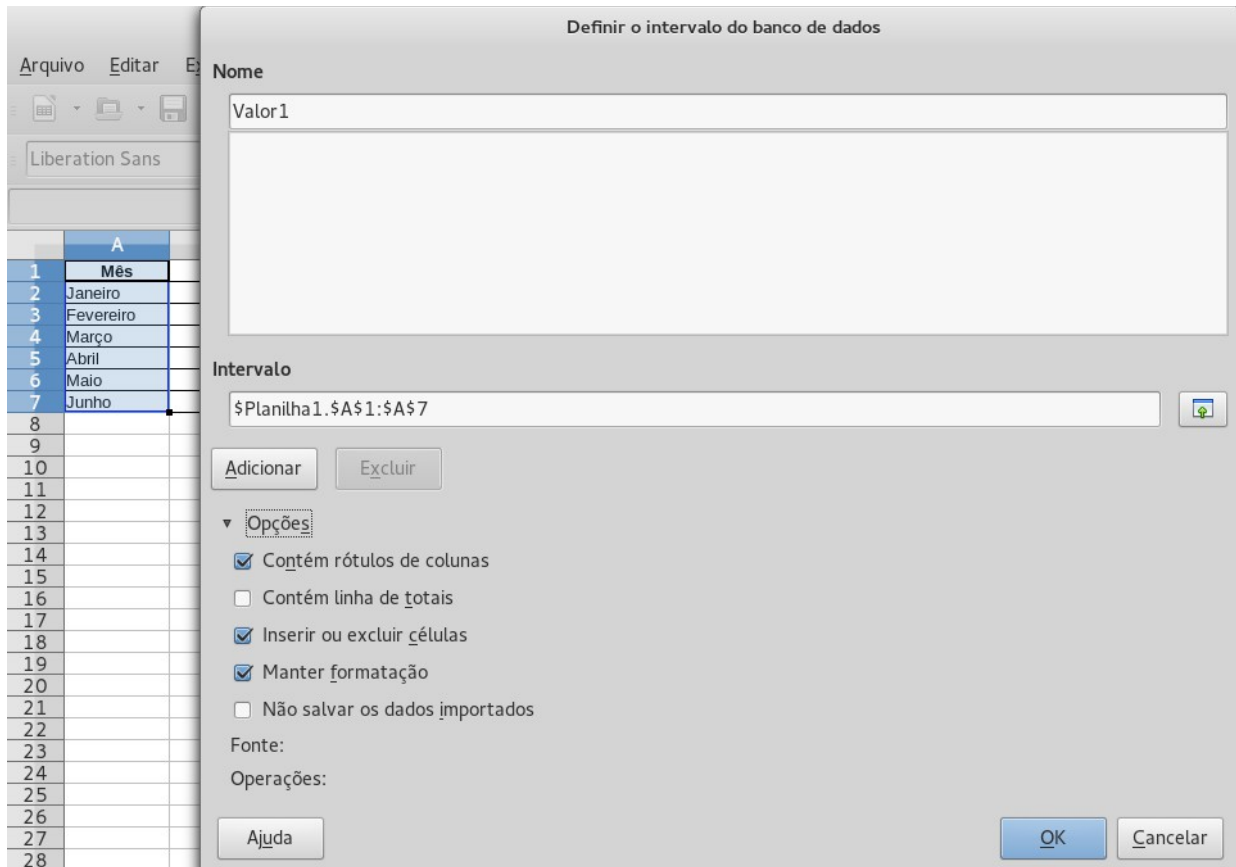 Definir o intervalo do banco de dados
Arquivo Editar E
Nome
Valor1
Liberation Sans
A
1 Mês
2 Janeiro
3 Fevereiro
4 Março
5 Abril
6 Maio
7 Junho
8
9
10
11
12
13
14
15
16
17
18
19
20
21
22
23
24
25
26
27
28
Intervalo
$Planilha1.$A$1:$A$7
Adicionar Excluir
Opções
Contém rótulos de colunas
Contém linha de totais
Inserir ou excluir células
Manter formatação
Não salvar os dados importados
Fonte:
Operações:
Ajuda OK Cancelar